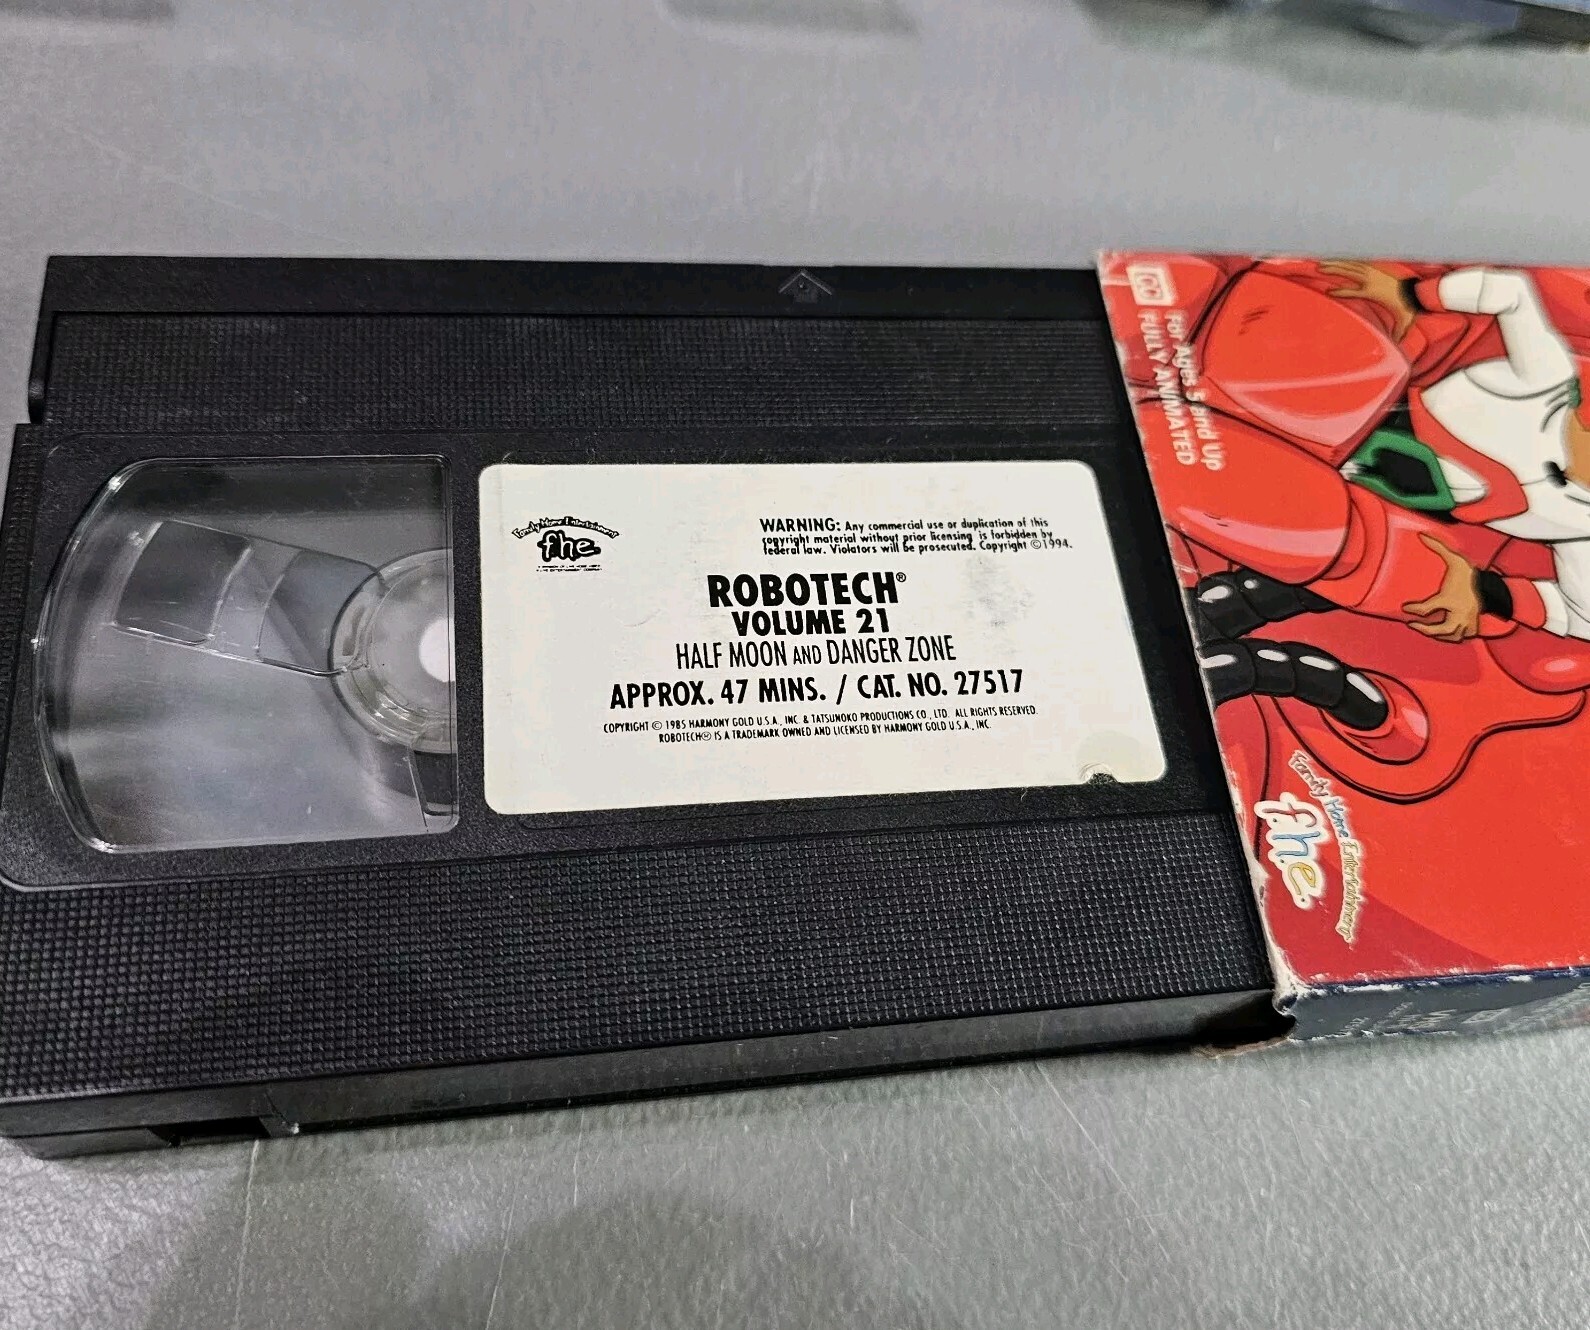 Family Home Entertainment
f.h.e.
WARNING: Any commercial use or duplication of this
copyright material without prior licensing is forbidden by
federal law. Violators will be prosecuted. Copyright ©1994.
ROBOTECH®
VOLUME 21
HALF MOON AND DANGER ZONE
APPROX. 47 MINS. / CAT. NO. 27517
COPYRIGHT © 1985 HARMONY GOLD U.S.A., INC. & TATSUNOKO PRODUCTIONS CO., LTD. ALL RIGHTS RESERVED.
ROBOTECH® IS A TRADEMARK OWNED AND LICENSED BY HARMONY GOLD U.S.A., INC.
CC
For Ages 5 and Up
FULLY ANIMATED
Family Home Entertainment
f.h.e.